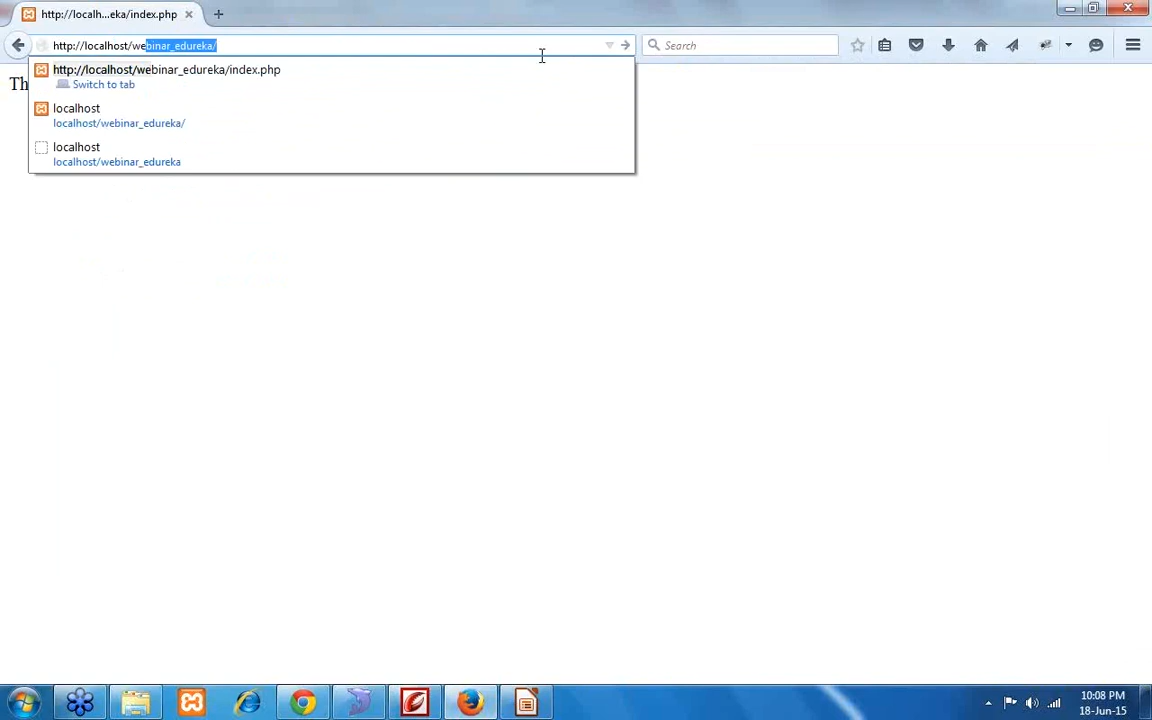 http://localh...eka/index.php
http://localhost/webinar_edureka/
Search
http://localhost/webinar_edureka/index.php
Switch to tab
Th
localhost
localhost/webinar_edureka/
localhost
localhost/webinar_edureka
10:08 PM
18-Jun-15